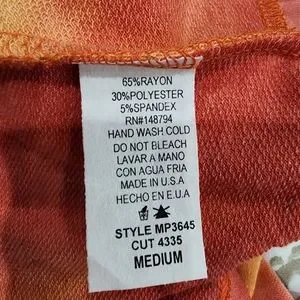 65%RAYON
30%POLYESTER
5%SPANDEX
RN#148794
HAND WASH COLD
DO NOT BLEACH
LAVAR A MANO
CON AGUA FRIA
MADE IN U.S.A
HECHO EN E.U.A
STYLE MP3645
CUT 4335
MEDIUM